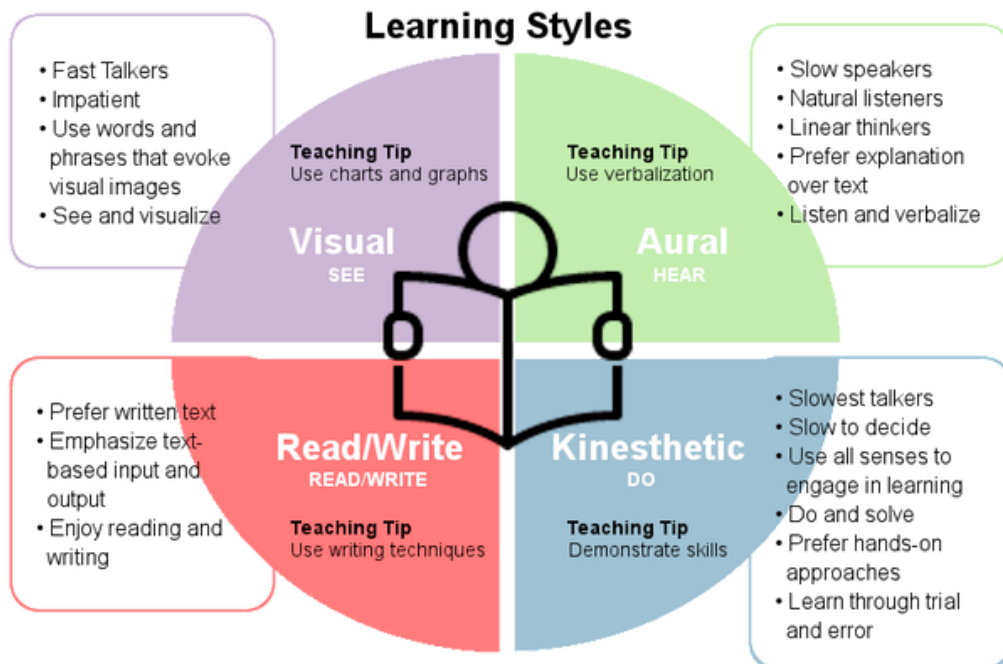 Learning Styles
• Fast Talkers
• Impatient
• Use words and
phrases that evoke
visual images
• See and visualize
Teaching Tip
Use charts and graphs
Visual
SEE
Teaching Tip
Use verbalization
Aural
HEAR
• Slow speakers
• Natural listeners
• Linear thinkers
• Prefer explanation
over text
• Listen and verbalize
• Prefer written text
• Emphasize text-
based input and
output
• Enjoy reading and
writing
Read/Write
READ/WRITE
Teaching Tip
Use writing techniques
Kinesthetic
DO
Teaching Tip
Demonstrate skills
• Slowest talkers
• Slow to decide
• Use all senses to
engage in learning
• Do and solve
• Prefer hands-on
approaches
• Learn through trial
and error